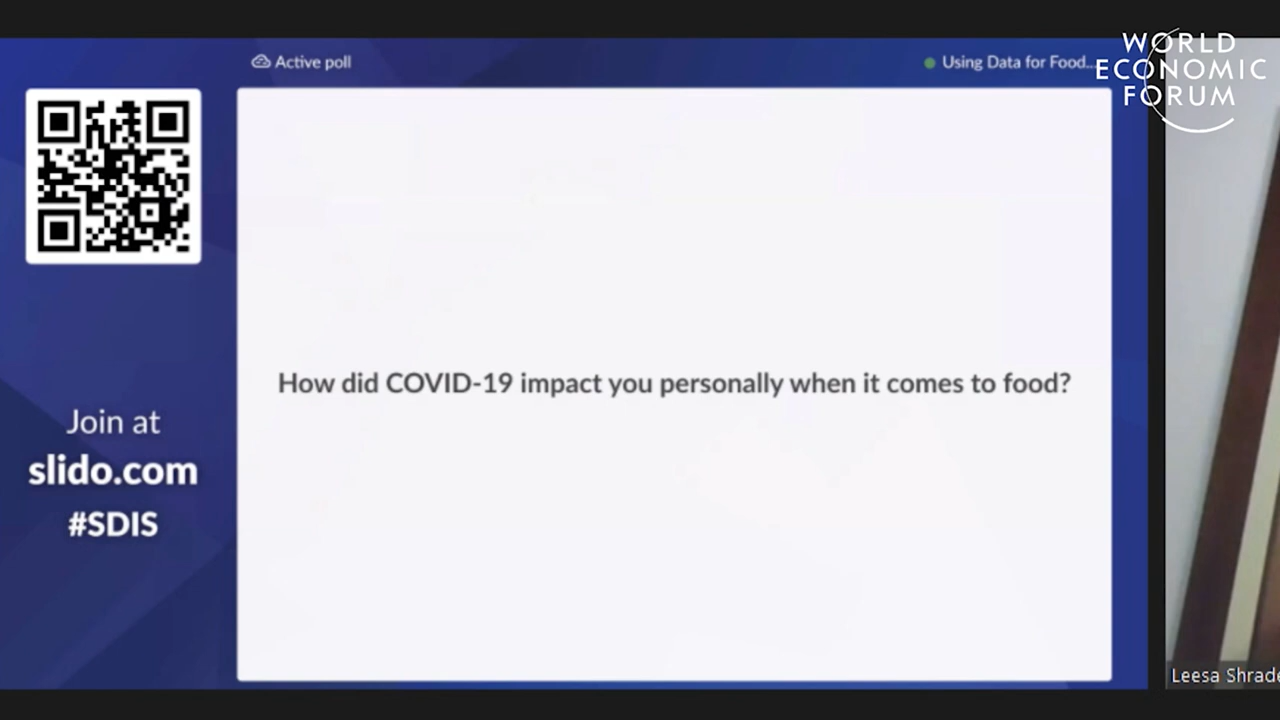 Active poll
Using Data for Food...
WORLD
ECONOMIC
FORUM
How did COVID-19 impact you personally when it comes to food?
Join at
slido.com
#SDIS
Leesa Shrade